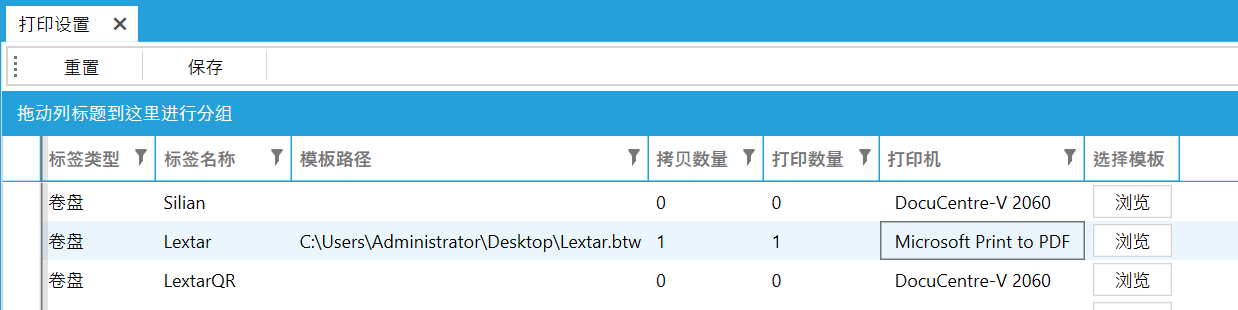 打印设置
重置 保存
拖动列标题到这里进行分组
标签类型 标签名称 模板路径 拷贝数量 打印数量 打印机 选择模板
卷盘 Silian 0 0 DocuCentre-V 2060 浏览
卷盘 Lextar C:\Users\Administrator\Desktop\Lextar.btw 1 1 Microsoft Print to PDF 浏览
卷盘 LextarQR 0 0 DocuCentre-V 2060 浏览